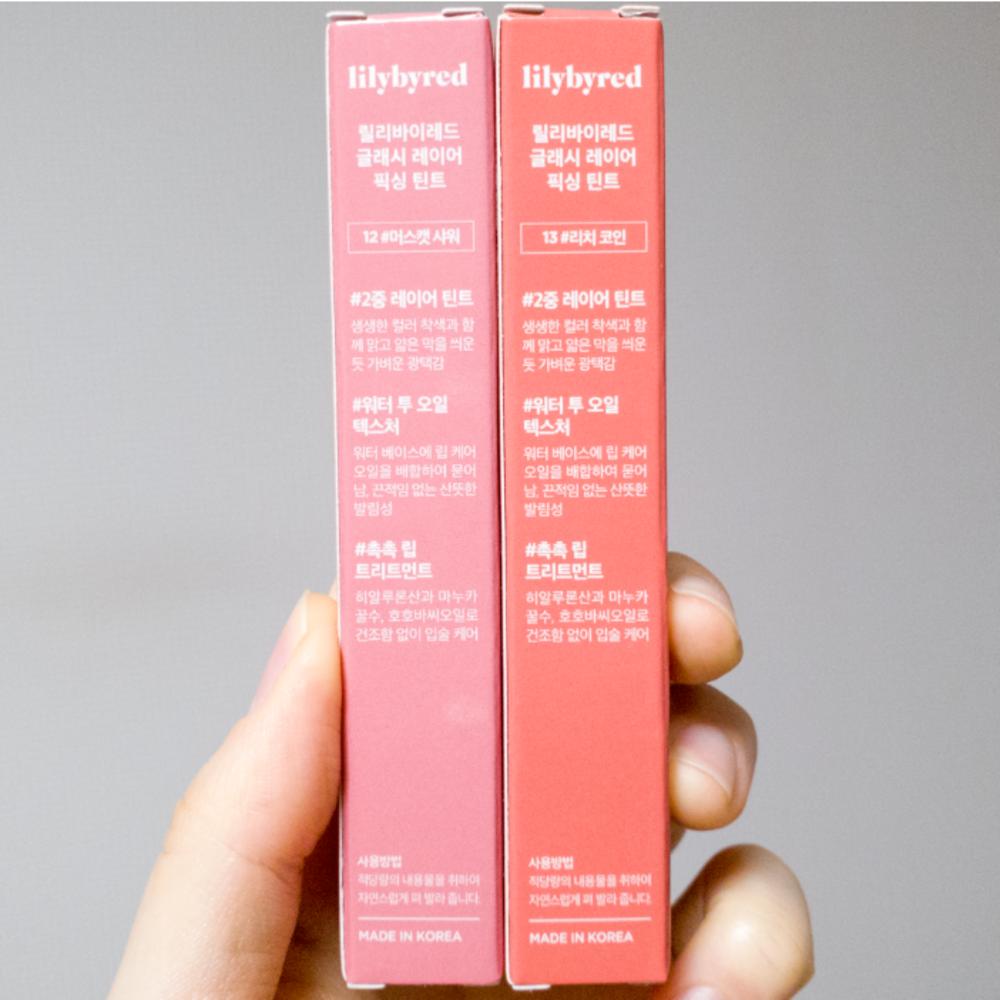 lilybyred
릴리바이레드
글래시 레이어
픽싱 틴트
12 #머스캣 샤워
#2중 레이어 틴트
생생한 컬러 착색과 함
께 맑고 얇은 막을 씌운
듯 가벼운 광택감
#워터 투 오일
텍스처
워터 베이스에 립 케어
오일을 배합하여 묻어
남, 끈적임 없는 산뜻한
발림성
#촉촉 립
트리트먼트
히알루론산과 마누카
꿀수, 호호바씨오일로
건조함 없이 입술 케어
사용방법
적당량의 내용물을 취하여
자연스럽게 펴 발라 줍니다.
MADE IN KOREA
lilybyred
릴리바이레드
글래시 레이어
픽싱 틴트
13 #리치 코인
#2중 레이어 틴트
생생한 컬러 착색과 함
께 맑고 얇은 막을 씌운
듯 가벼운 광택감
#워터 투 오일
텍스처
워터 베이스에 립 케어
오일을 배합하여 묻어
남, 끈적임 없는 산뜻한
발림성
#촉촉 립
트리트먼트
히알루론산과 마누카
꿀수, 호호바씨오일로
건조함 없이 입술 케어
사용방법
적당량의 내용물을 취하여
자연스럽게 펴 발라 줍니다.
MADE IN KOREA